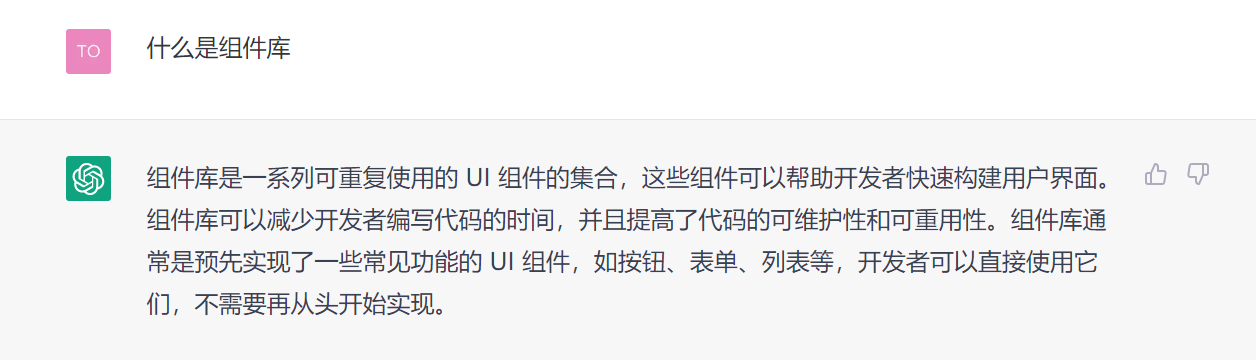 TO
什么是组件库
组件库是一系列可重复使用的 UI 组件的集合，这些组件可以帮助开发者快速构建用户界面。
组件库可以减少开发者编写代码的时间，并且提高了代码的可维护性和可重用性。组件库通
常是预先实现了一些常见功能的 UI 组件，如按钮、表单、列表等，开发者可以直接使用它
们，不需要再从头开始实现。